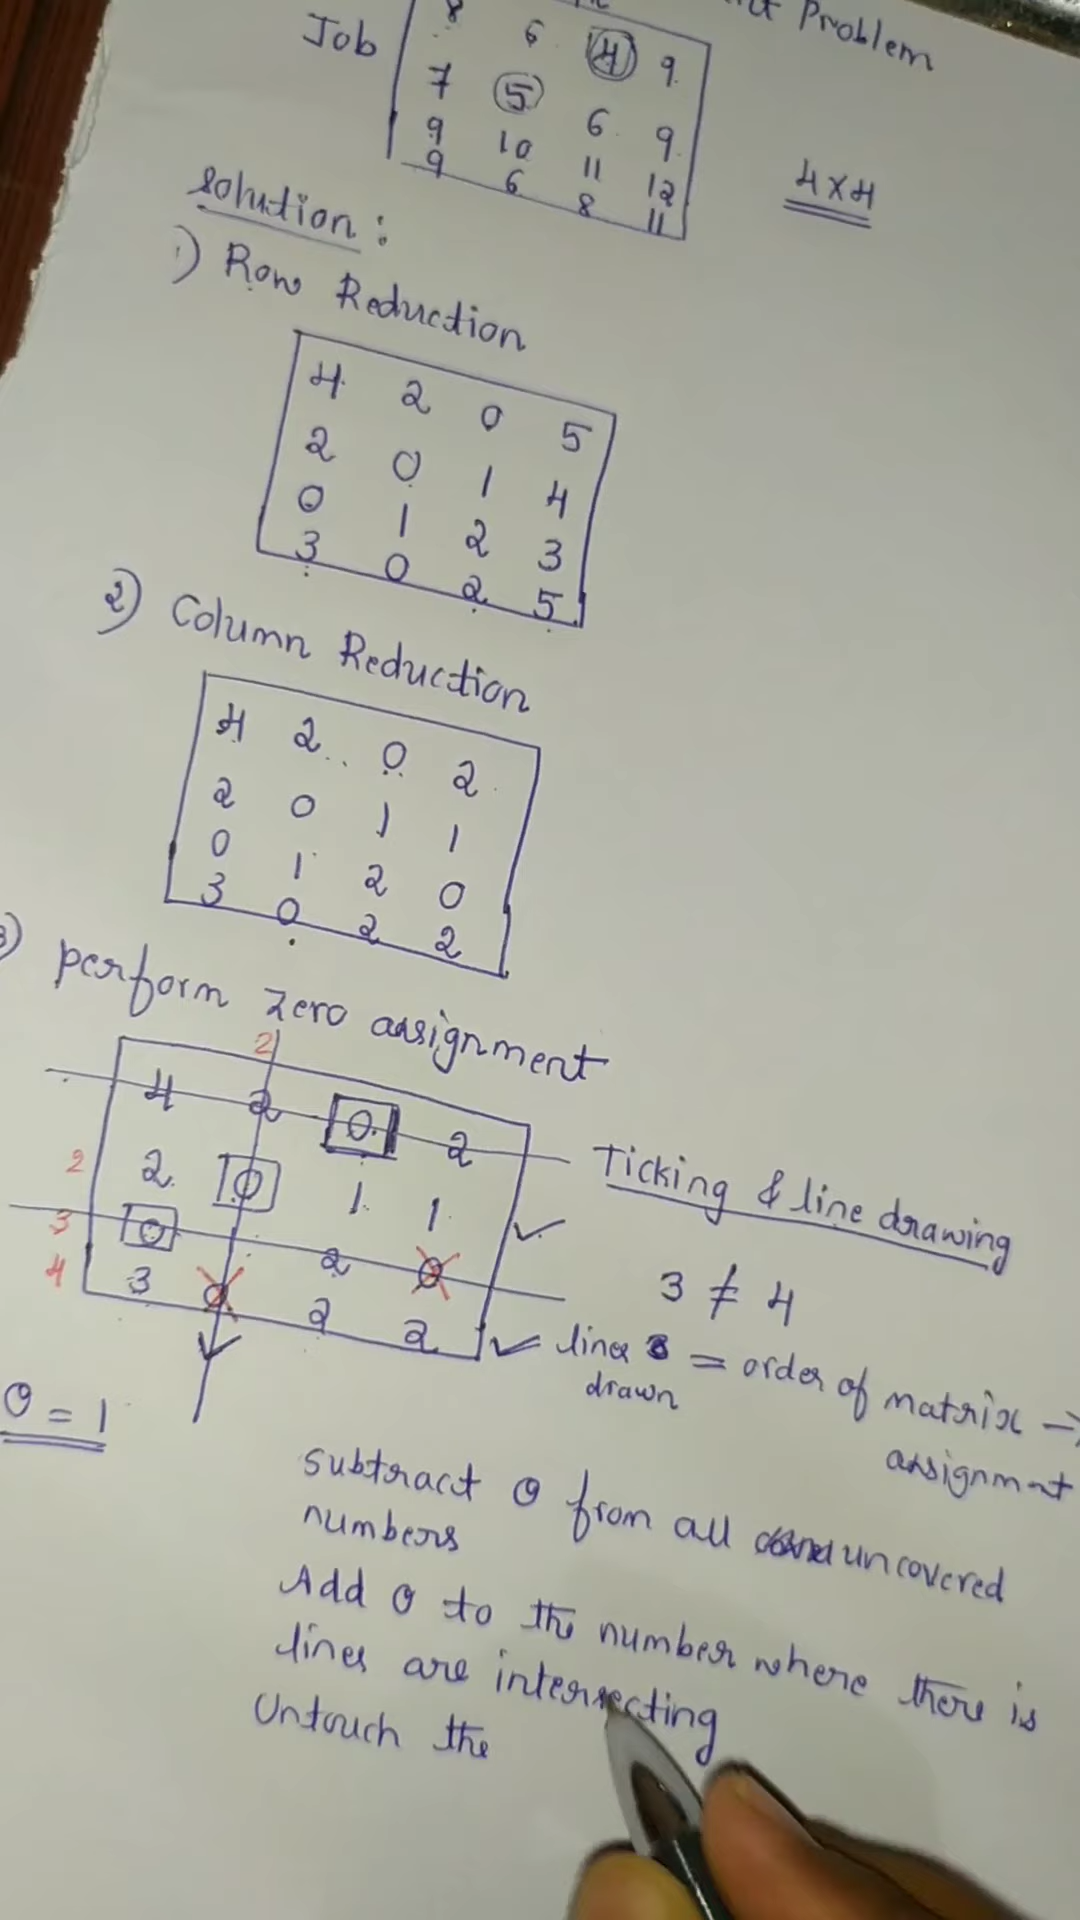 Problem
Job
8 6 4 9
7 5 6 9
9 10 11 12
9 6 8 11
4×4
Solution:
1) Row Reduction
4 2 0 5
2 0 1 4
0 1 2 3
3 0 2 5
2) Column Reduction
4 2 0 2
2 0 1 1
0 1 2 0
3 0 2 2
3) perform zero assignment
2
4 2 0 2
2 2 0 1 1
3 0 2 0
4 3 0 2 2
Ticking & line drawing
3 ≠ 4
lines 3 = order of matrix →
drawn
assignment
θ = 1
subtract θ from all uncovered
numbers
Add θ to the number where there is
lines are intersecting
Untouch the